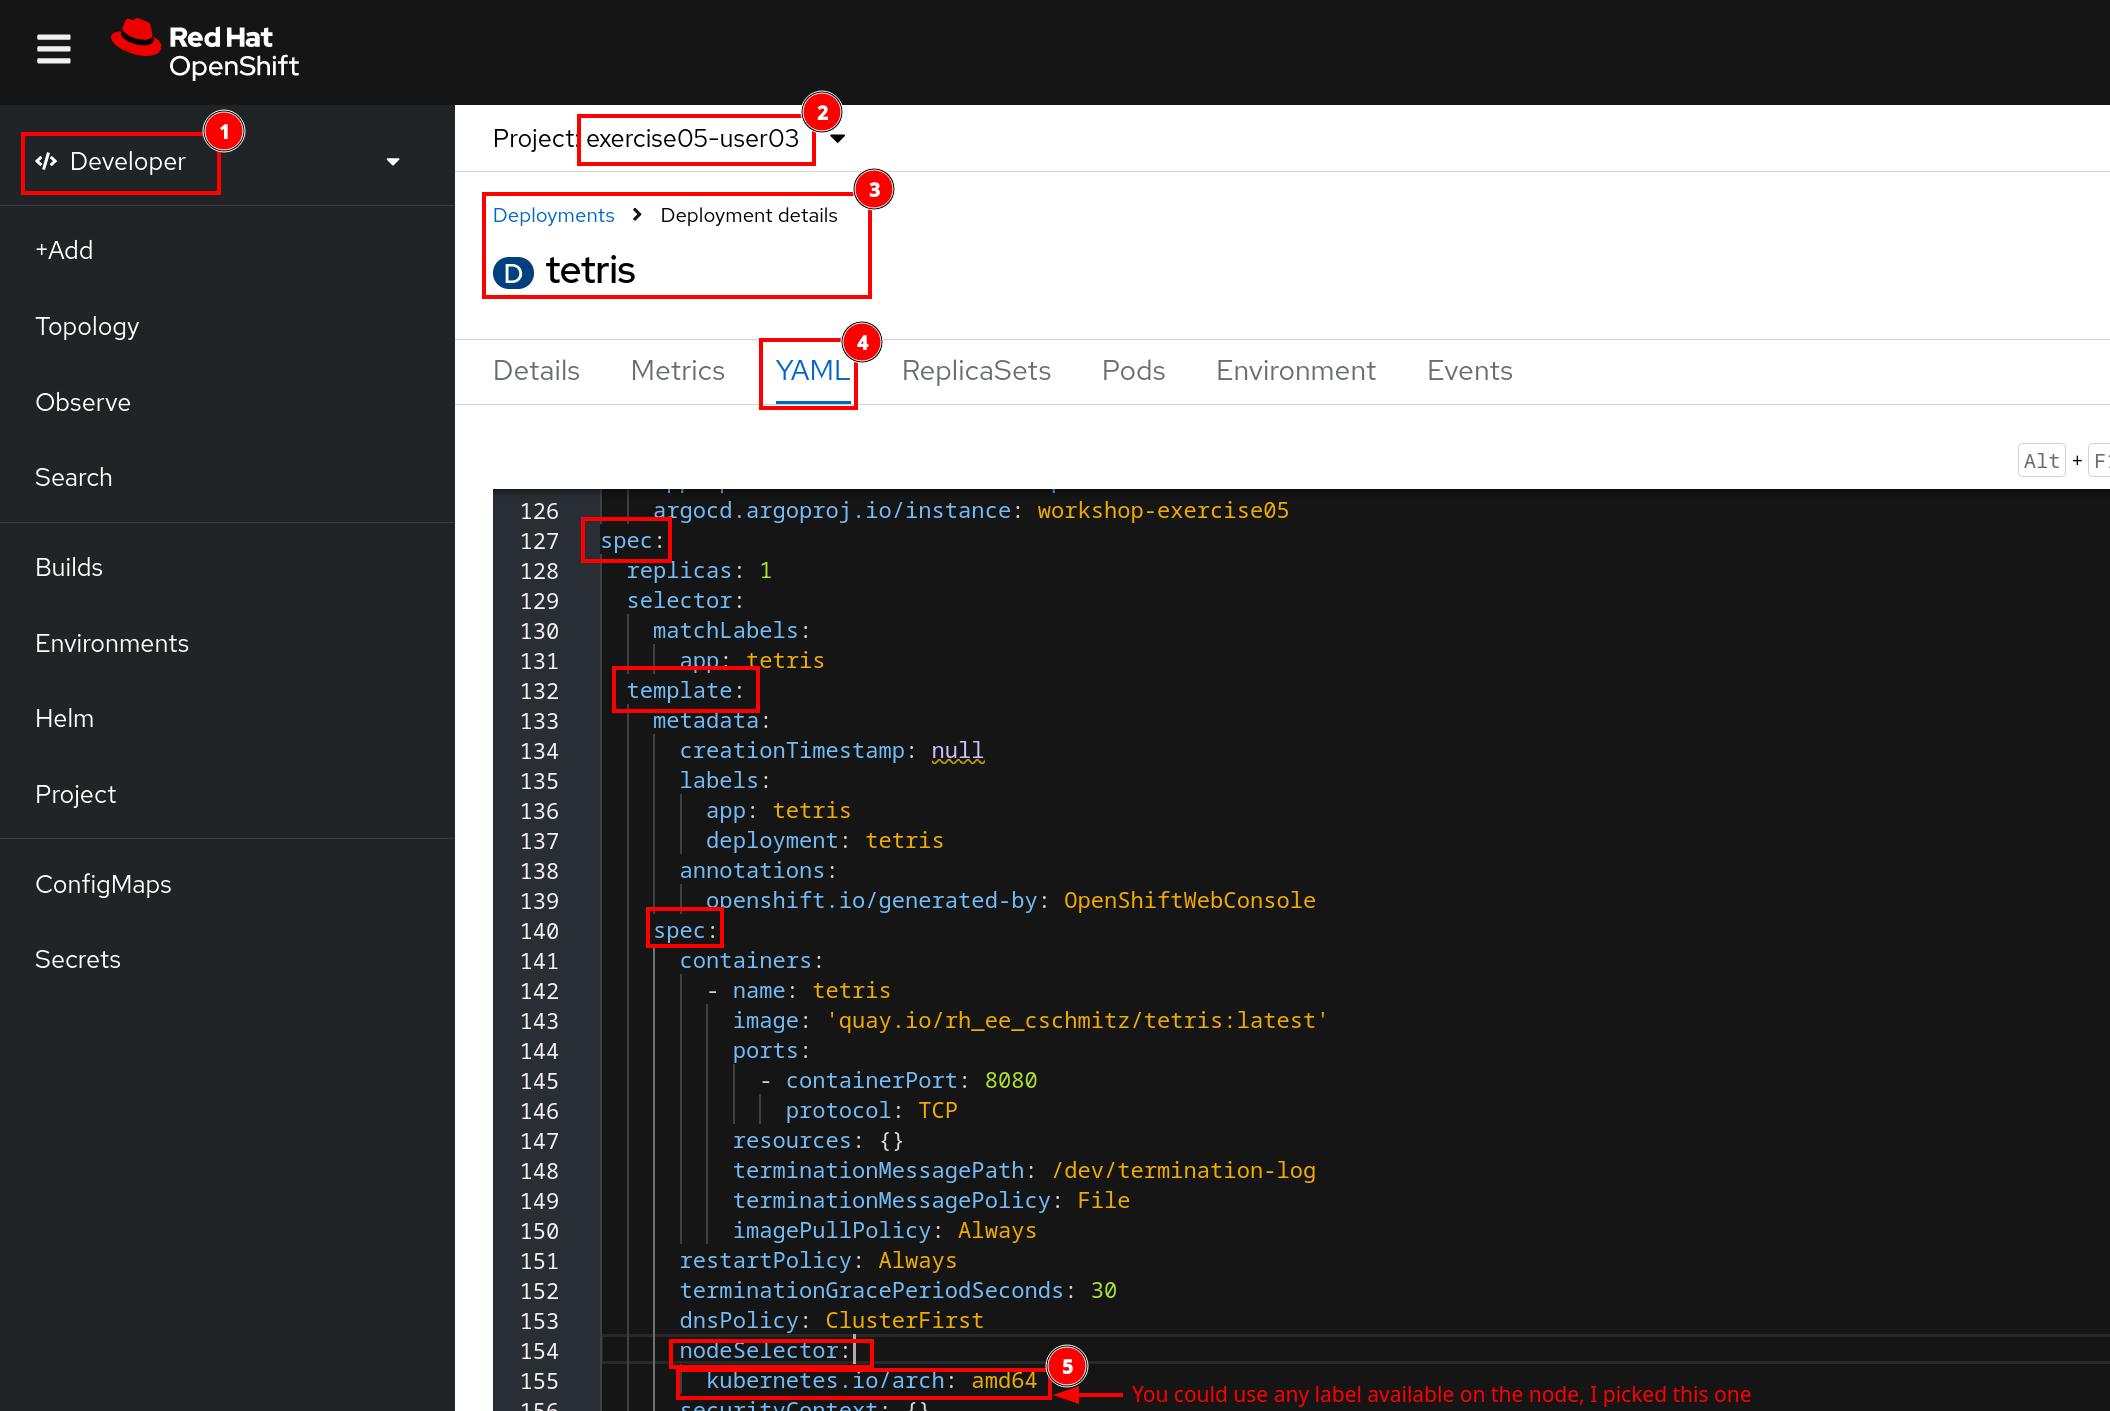 Red Hat
OpenShift
1
2
</> Developer
Project: exercise05-user03
3
Deployments > Deployment details
D tetris
4
Details Metrics YAML ReplicaSets Pods Environment Events
Alt +
+Add
Topology
Observe
Search
Builds
Environments
Helm
Project
ConfigMaps
Secrets
126 argocd.argoproj.io/instance: workshop-exercise05
127 spec:
128 replicas: 1
129 selector:
130 matchLabels:
131 app: tetris
132 template:
133 metadata:
134 creationTimestamp: null
135 labels:
136 app: tetris
137 deployment: tetris
138 annotations:
139 openshift.io/generated-by: OpenShiftWebConsole
140 spec:
141 containers:
142 - name: tetris
143 image: 'quay.io/rh_ee_cschmitz/tetris:latest'
144 ports:
145 - containerPort: 8080
146 protocol: TCP
147 resources: {}
148 terminationMessagePath: /dev/termination-log
149 terminationMessagePolicy: File
150 imagePullPolicy: Always
151 restartPolicy: Always
152 terminationGracePeriodSeconds: 30
153 dnsPolicy: ClusterFirst
154 nodeSelector:
5
155 kubernetes.io/arch: amd64
You could use any label available on the node, I picked this one
156 securityContext: {}